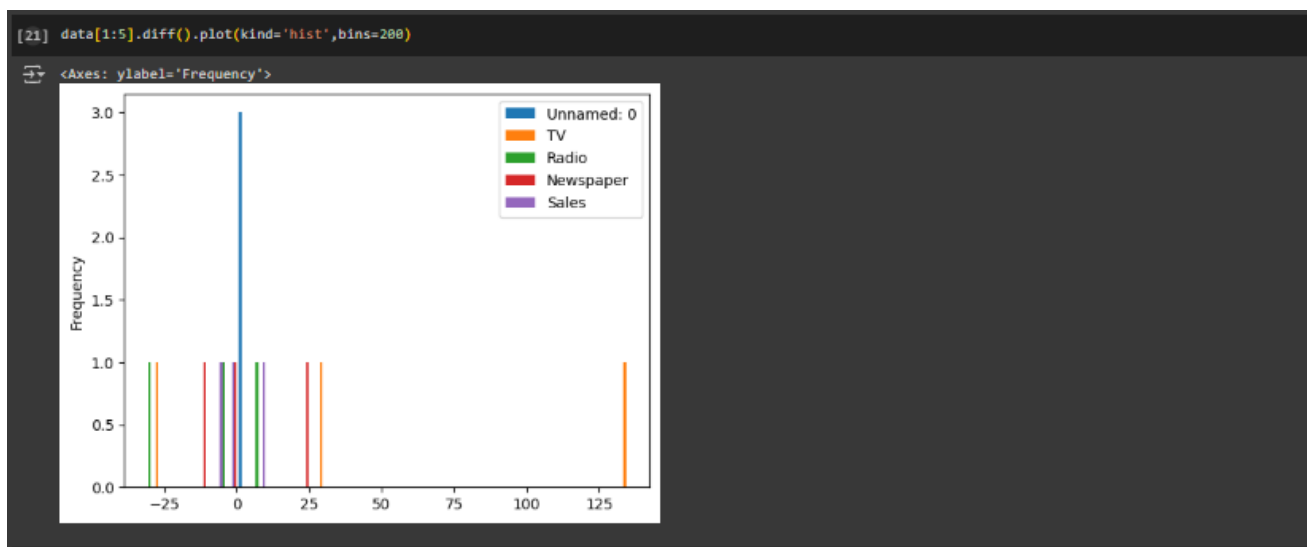 [21] data[1:5].diff().plot(kind='hist',bins=200)
<Axes: ylabel='Frequency'>
3.0
2.5
2.0
1.5
1.0
0.5
0.0
Frequency
Unnamed: 0
TV
Radio
Newspaper
Sales
−25 0 25 50 75 100 125